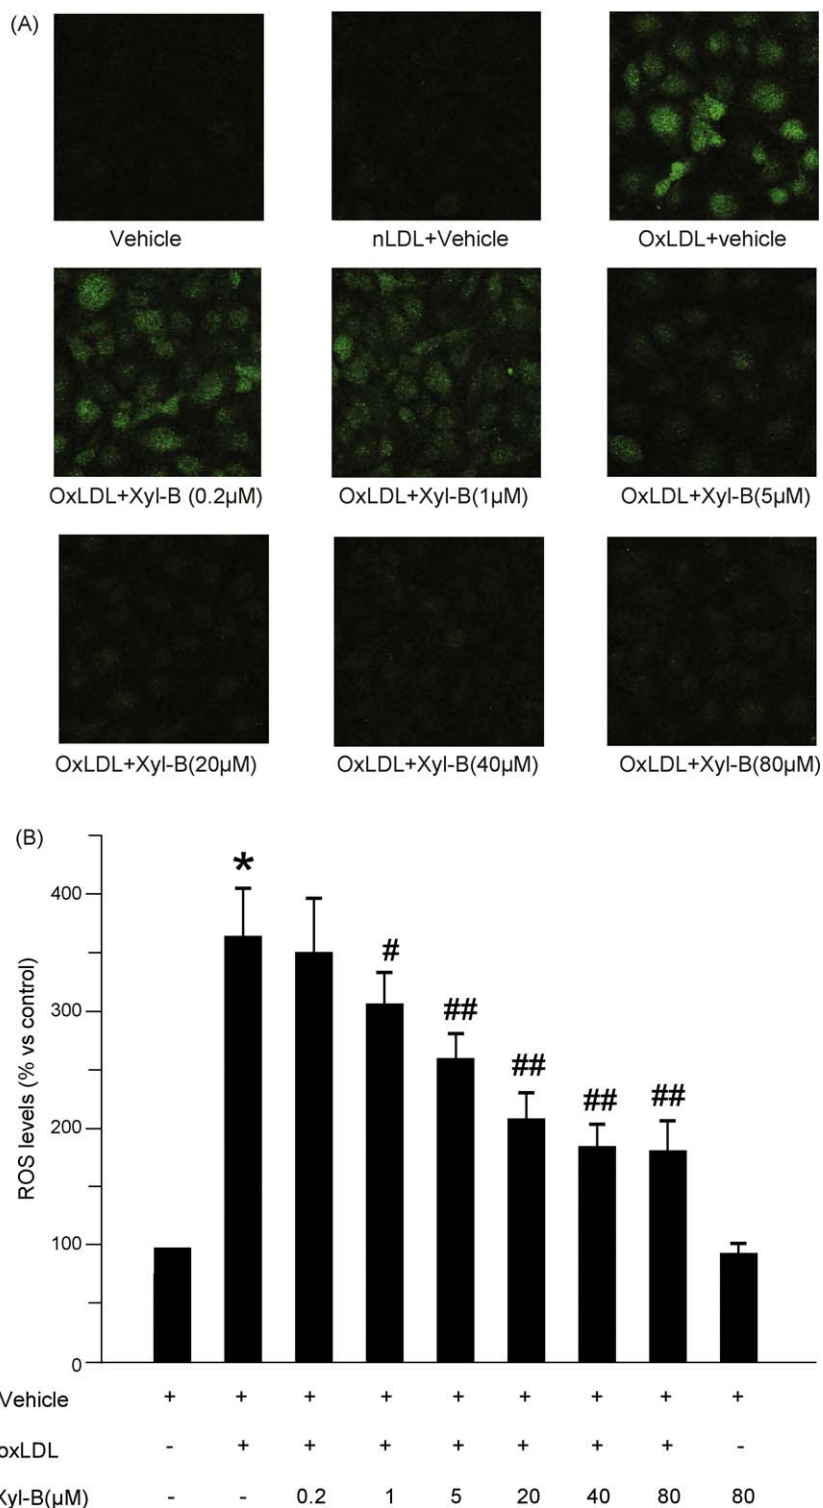 (A)
Vehicle nLDL+Vehicle OxLDL+vehicle
OxLDL+Xyl-B (0.2µM) OxLDL+Xyl-B(1µM) OxLDL+Xyl-B(5µM)
OxLDL+Xyl-B(20µM) OxLDL+Xyl-B(40µM) OxLDL+Xyl-B(80µM)
(B)
ROS levels (% vs control)
400
300
200
100
0
*
#
##
##
##
##
Vehicle + + + + + + + + +
oxLDL - + + + + + + + -
Xyl-B(µM) - - 0.2 1 5 20 40 80 80